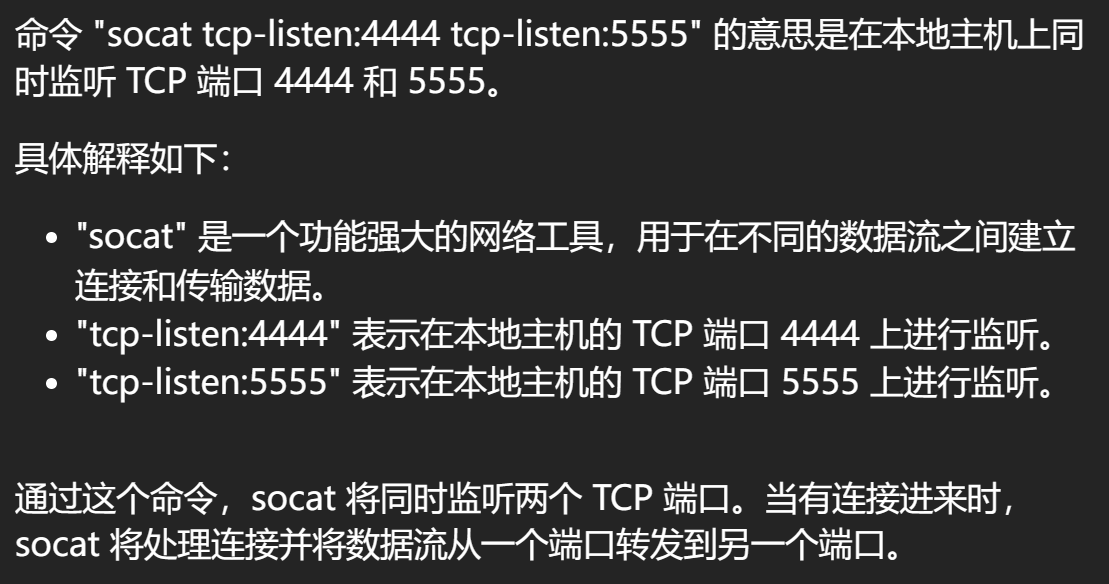 命令 "socat tcp-listen:4444 tcp-listen:5555" 的意思是在本地主机上同
时监听 TCP 端口 4444 和 5555。
具体解释如下：
• "socat" 是一个功能强大的网络工具，用于在不同的数据流之间建立
连接和传输数据。
• "tcp-listen:4444" 表示在本地主机的 TCP 端口 4444 上进行监听。
• "tcp-listen:5555" 表示在本地主机的 TCP 端口 5555 上进行监听。
通过这个命令，socat 将同时监听两个 TCP 端口。当有连接进来时，
socat 将处理连接并将数据流从一个端口转发到另一个端口。